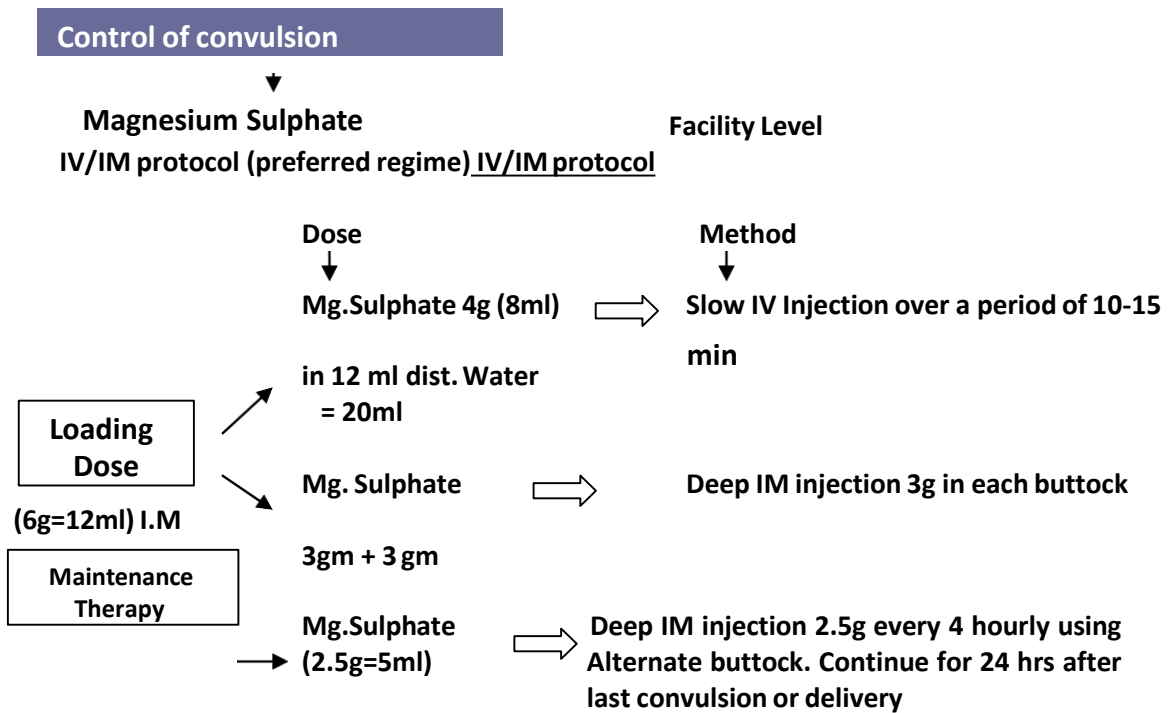 Control of convulsion
Magnesium Sulphate
Facility Level
IV/IM protocol (preferred regime) IV/IM protocol
Dose
Method
Mg.Sulphate 4g (8ml)
Slow IV Injection over a period of 10-15
min
in 12 ml dist. Water
= 20ml
Loading
Dose
Mg. Sulphate
Deep IM injection 3g in each buttock
(6g=12ml) I.M
3gm + 3 gm
Maintenance
Therapy
Mg.Sulphate
(2.5g=5ml)
Deep IM injection 2.5g every 4 hourly using
Alternate buttock. Continue for 24 hrs after
last convulsion or delivery